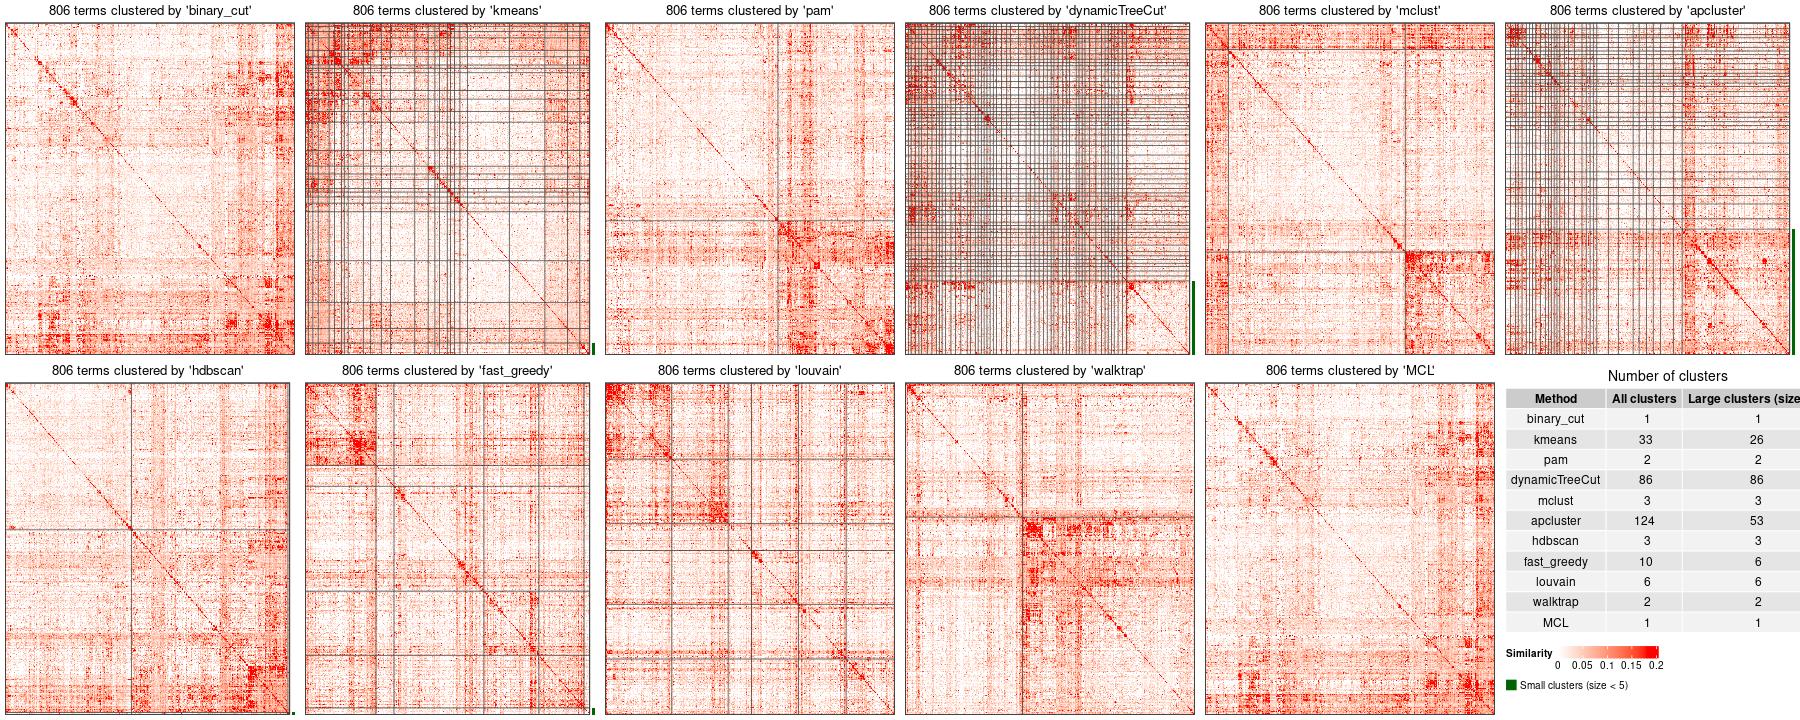 806 terms clustered by 'binary_cut'
806 terms clustered by 'kmeans'
806 terms clustered by 'pam'
806 terms clustered by 'dynamicTreeCut'
806 terms clustered by 'mclust'
806 terms clustered by 'apcluster'
806 terms clustered by 'hdbscan'
806 terms clustered by 'fast_greedy'
806 terms clustered by 'louvain'
806 terms clustered by 'walktrap'
806 terms clustered by 'MCL'
Number of clusters
Method All clusters Large clusters (size
binary_cut 1 1
kmeans 33 26
pam 2 2
dynamicTreeCut 86 86
mclust 3 3
apcluster 124 53
hdbscan 3 3
fast_greedy 10 6
louvain 6 6
walktrap 2 2
MCL 1 1
Similarity
0 0.05 0.1 0.15 0.2
Small clusters (size < 5)